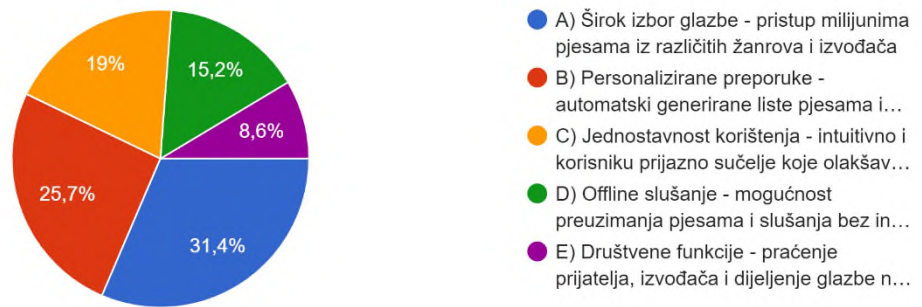 19%
15,2%
8,6%
25,7%
31,4%
A) Širok izbor glazbe - pristup milijunima
pjesama iz različitih žanrova i izvođača
B) Personalizirane preporuke -
automatski generirane liste pjesama i…
C) Jednostavnost korištenja - intuitivno i
korisniku prijazno sučelje koje olakšav…
D) Offline slušanje - mogućnost
preuzimanja pjesama i slušanja bez in…
E) Društvene funkcije - praćenje
prijatelja, izvođača i dijeljenje glazbe n…